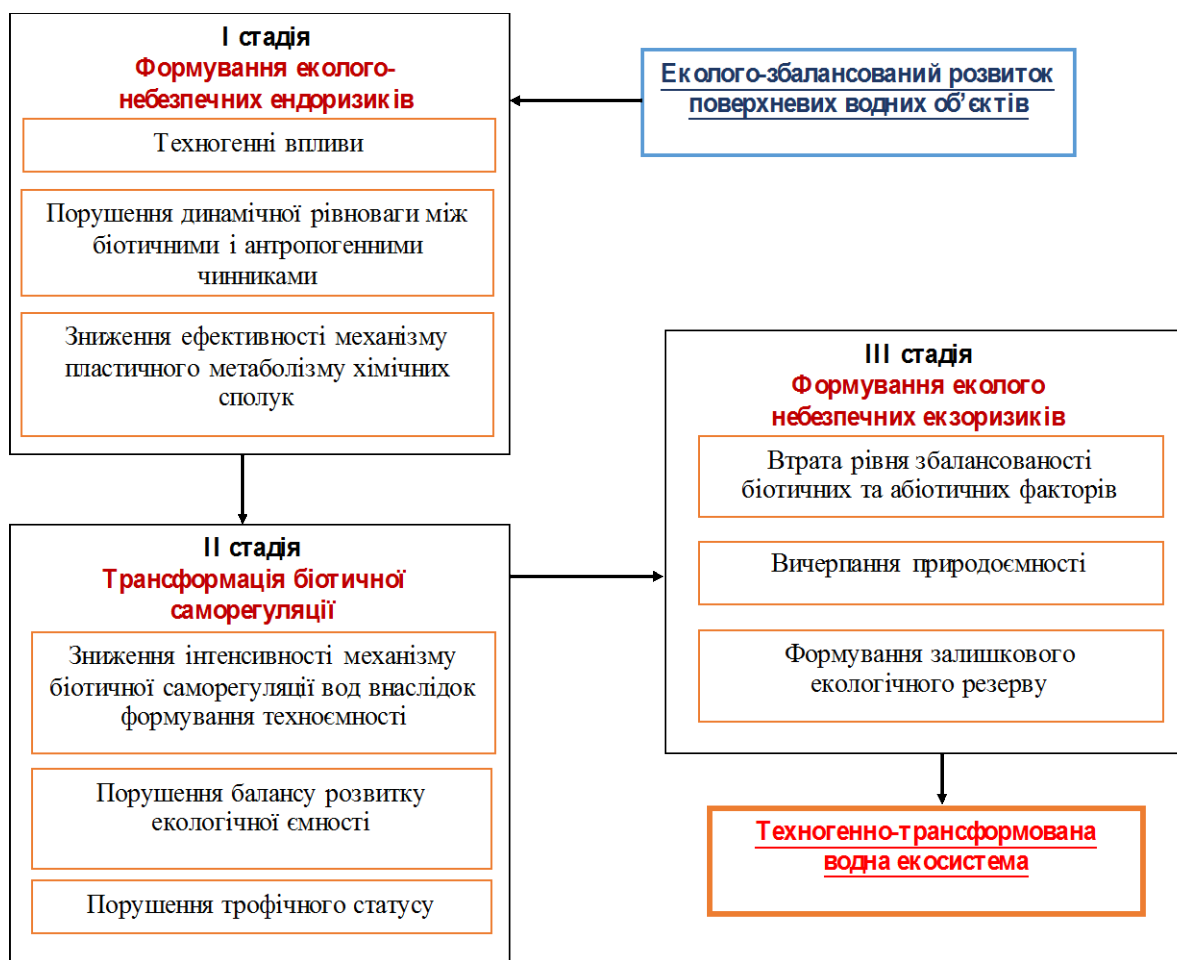 І стадія
Формування еколого-
небезпечних ендоризиків
Техногенні впливи
Порушення динамічної рівноваги між
біотичними і антропогенними
чинниками
Зниження ефективності механізму
пластичного метаболізму хімічних
сполук
Еколого-збалансований розвиток
поверхневих водних об’єктів
ІІ стадія
Трансформація біотичної
саморегуляції
Зниження інтенсивності механізму
біотичної саморегуляції вод внаслідок
формування техноємності
Порушення балансу розвитку
екологічної ємності
Порушення трофічного статусу
ІІІ стадія
Формування еколого
небезпечних екзоризиків
Втрата рівня збалансованості
біотичних та абіотичних факторів
Вичерпання природоємності
Формування залишкового
екологічного резерву
Техногенно-трансформована
водна екосистема